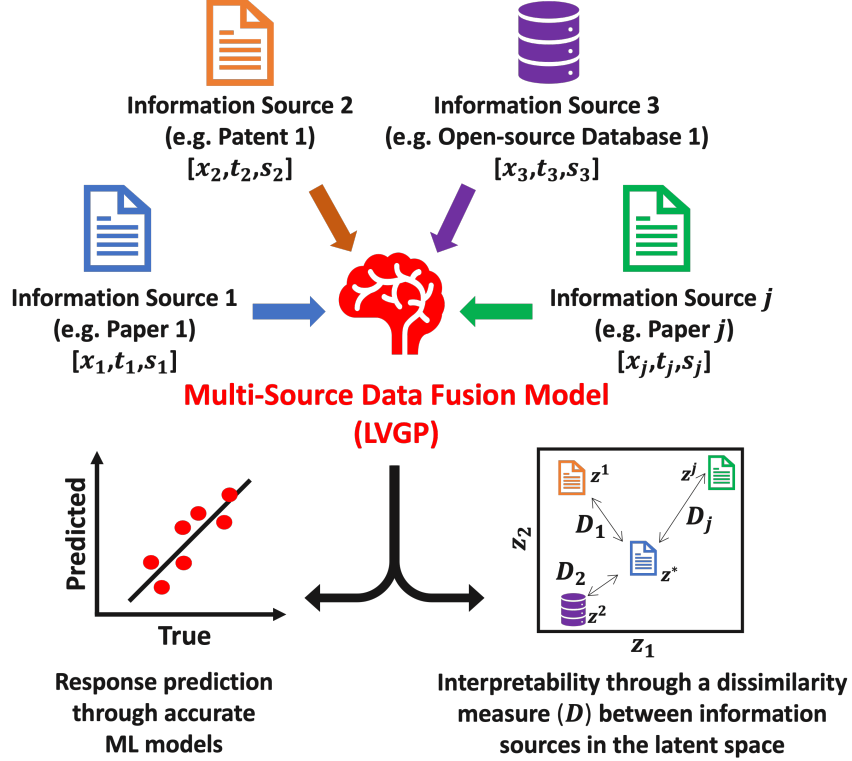 Information Source 2
(e.g. Patent 1)
[x₂,t₂,s₂]
Information Source 3
(e.g. Open-source Database 1)
[x₃,t₃,s₃]
Information Source 1
(e.g. Paper 1)
[x₁,t₁,s₁]
Information Source j
(e.g. Paper j)
[xⱼ,tⱼ,sⱼ]
Multi-Source Data Fusion Model
(LVGP)
Predicted
True
Response prediction
through accurate
ML models
z₂
z¹
zʲ
D₁
Dⱼ
D₂
z*
z²
z₁
Interpretability through a dissimilarity
measure (D) between information
sources in the latent space